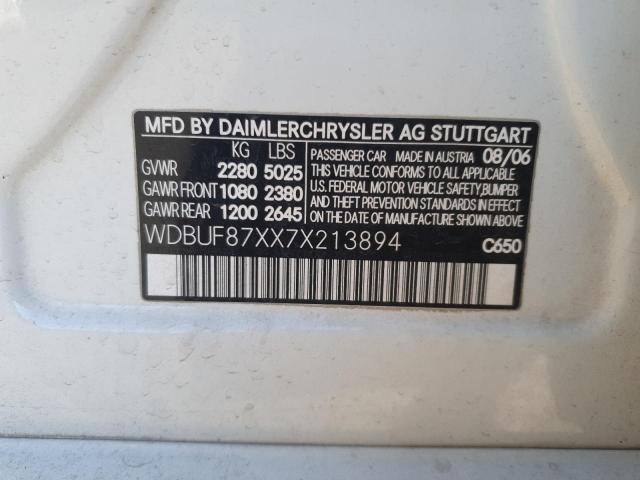 MFD BY DAIMLERCHRYSLER AG STUTTGART
KG LBS
GVWR 2280 5025
GAWR FRONT 1080 2380
GAWR REAR 1200 2645
PASSENGER CAR MADE IN AUSTRIA 08/06
THIS VEHICLE CONFORMS TO ALL APPLICABLE
U.S. FEDERAL MOTOR VEHICLE SAFETY, BUMPER
AND THEFT PREVENTION STANDARDS IN EFFECT
ON THE DATE OF MANUFACTURE SHOWN ABOVE.
WDBUF87XX7X213894
C650